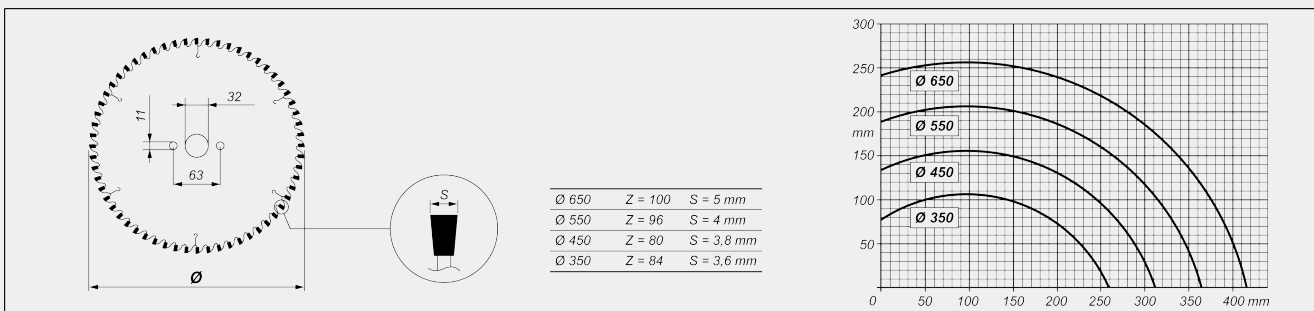 32
11
63
Ø
S
Ø 650 Z = 100 S = 5 mm
Ø 550 Z = 96 S = 4 mm
Ø 450 Z = 80 S = 3,8 mm
Ø 350 Z = 84 S = 3,6 mm
300
250
200
mm
150
100
50
Ø 650
Ø 550
Ø 450
Ø 350
0 50 100 150 200 250 300 350 400 mm